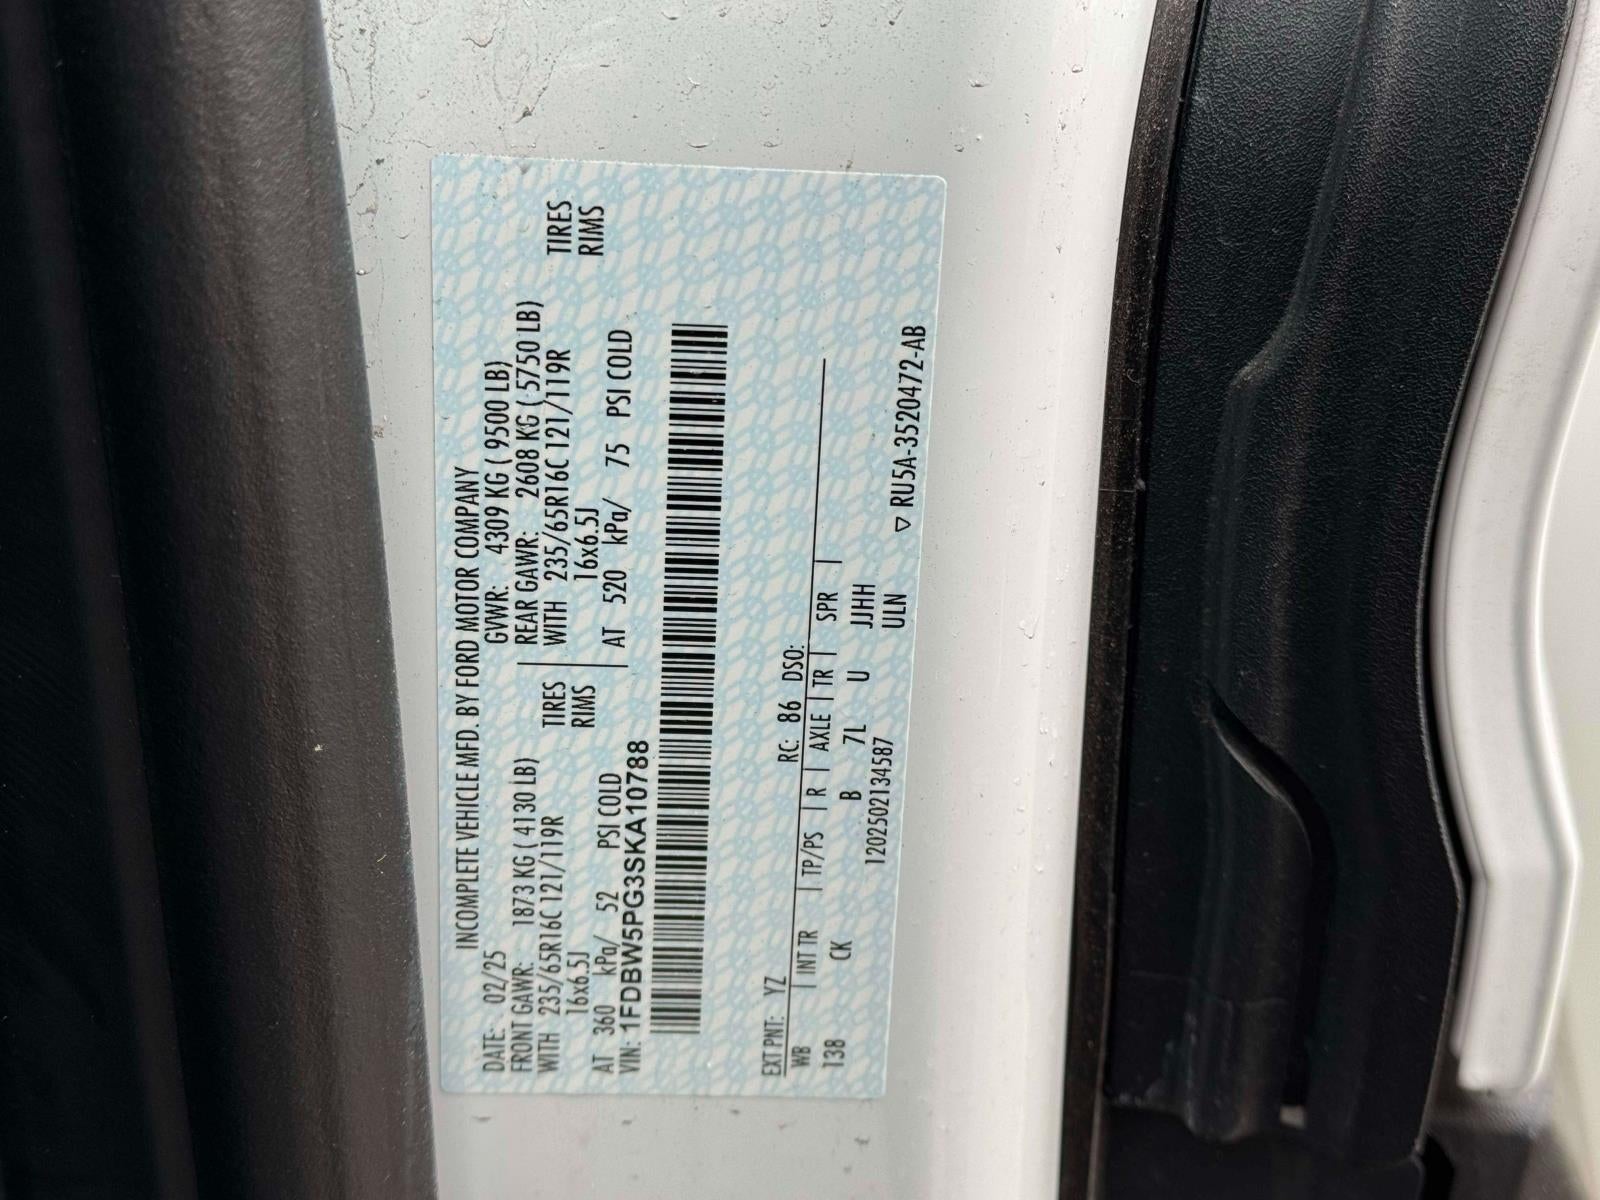 INCOMPLETE VEHICLE MFD. BY FORD MOTOR COMPANY
DATE: 02/25 GVWR: 4309 KG ( 9500 LB)
FRONT GAWR: 1873 KG ( 4130 LB) REAR GAWR: 2608 KG ( 5750 LB)
WITH 235/65R16C 121/119R TIRES WITH 235/65R16C 121/119R TIRES
16x6.5J RIMS 16x6.5J RIMS
AT 360 kPa/ 52 PSI COLD AT 520 kPa/ 75 PSI COLD
VIN: 1FDBW5PG3SKA10788
EXT PNT: YZ RC: 86 DSO:
WB | INT TR | TP/PS | R | AXLE | TR | SPR |
138 CK B 7L U JJHH
120250213​4587 ULN
▽ RU5A-3520472-AB